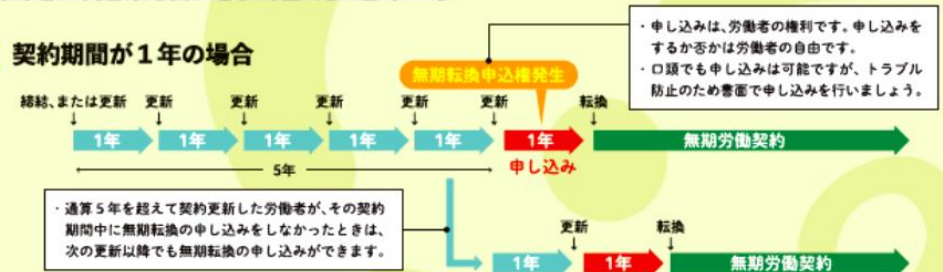 ・申し込みは、労働者の権利です。申し込みを
するか否かは労働者の自由です。
・口頭でも申し込みは可能ですが、トラブル
防止のため書面で申し込みを行いましょう。
契約期間が１年の場合
無期転換申込権発生
締結、または更新 更新 更新 更新 更新 更新 転換
1年 1年 1年 1年 1年 1年 無期労働契約
5年 申し込み
・通算５年を超えて契約更新した労働者が、その契約
期間中に無期転換の申し込みをしなかったときは、
次の更新以降でも無期転換の申し込みができます。
更新 転換
1年 1年 無期労働契約